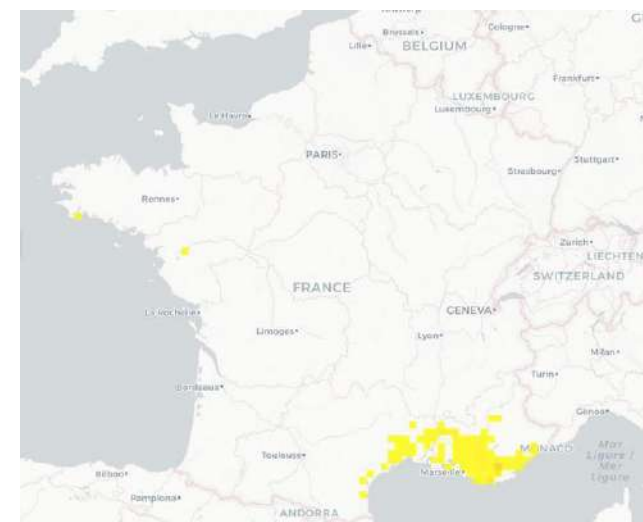 Brussels
Cologne
Lille
BELGIUM
Frankfurt
LUXEMBOURG
Luxembourg
Le Havre
PARIS
Stuttgart
Strasbourg
Rennes
Zurich
LIECHTEN
SWITZERLAND
FRANCE
GENEVA
La Rochelle
Limoges
Lyon
Milan
Turin
Bordeaux
Genoa
MONACO
Mar
Ligure /
Mer
Ligure
Toulouse
Marseille
Bilbao
Pamplona
ANDORRA